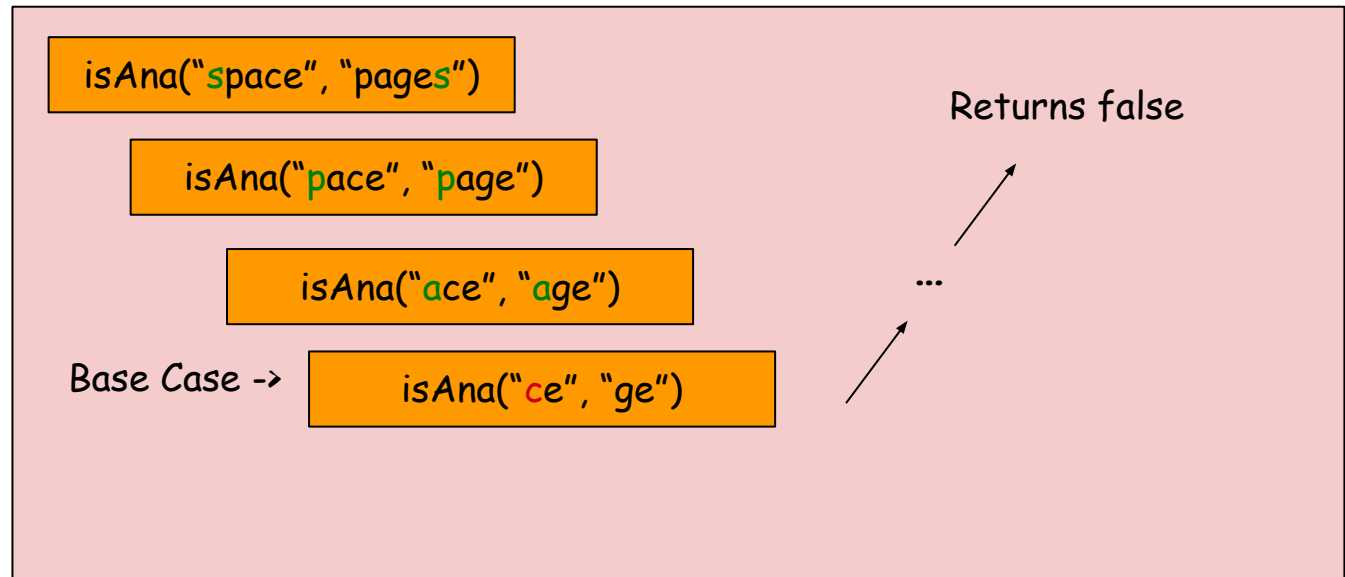 isAna(“space”, “pages”)
Returns false
isAna(“pace”, “page”)
isAna(“ace”, “age”)
...
Base Case ->
isAna(“ce”, “ge”)